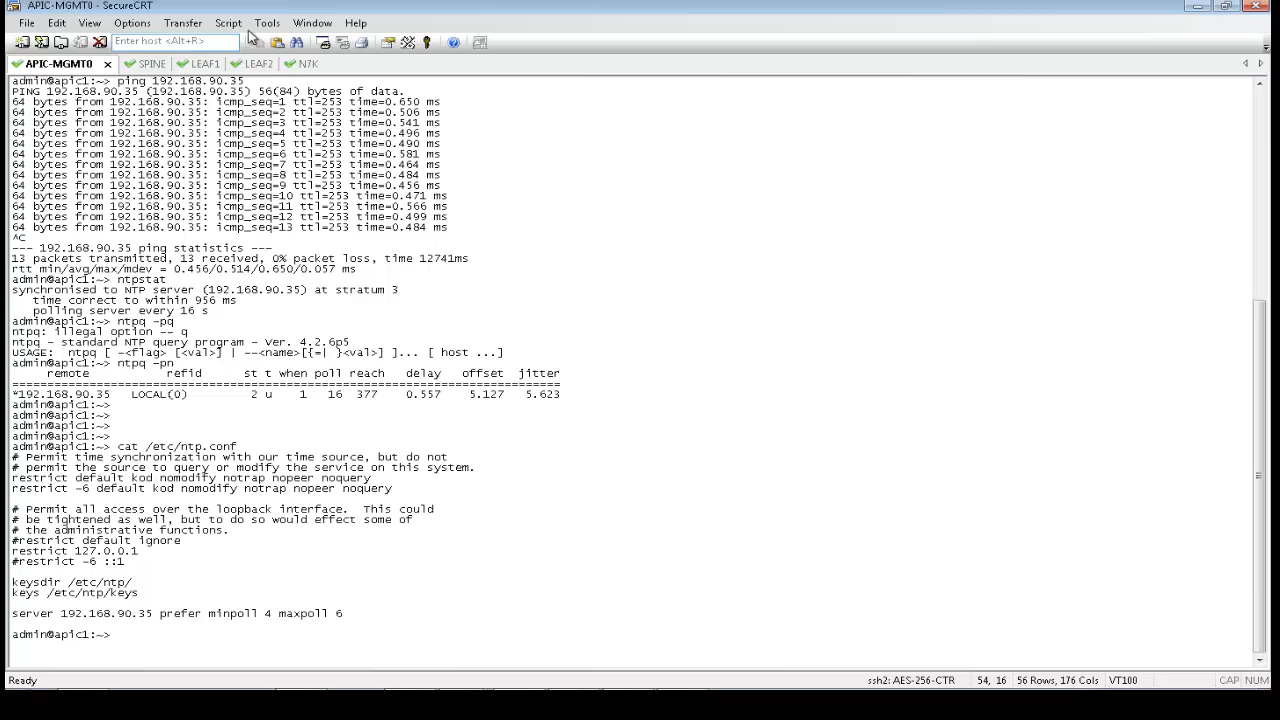 APIC-MGMT0 - SecureCRT
File Edit View Options Transfer Script Tools Window Help
Enter host <Alt+R>
APIC-MGMT0 × SPINE LEAF1 LEAF2 N7K
admin@apic1:~> ping 192.168.90.35
PING 192.168.90.35 (192.168.90.35) 56(84) bytes of data.
64 bytes from 192.168.90.35: icmp_seq=1 ttl=253 time=0.650 ms
64 bytes from 192.168.90.35: icmp_seq=2 ttl=253 time=0.506 ms
64 bytes from 192.168.90.35: icmp_seq=3 ttl=253 time=0.541 ms
64 bytes from 192.168.90.35: icmp_seq=4 ttl=253 time=0.496 ms
64 bytes from 192.168.90.35: icmp_seq=5 ttl=253 time=0.490 ms
64 bytes from 192.168.90.35: icmp_seq=6 ttl=253 time=0.581 ms
64 bytes from 192.168.90.35: icmp_seq=7 ttl=253 time=0.464 ms
64 bytes from 192.168.90.35: icmp_seq=8 ttl=253 time=0.484 ms
64 bytes from 192.168.90.35: icmp_seq=9 ttl=253 time=0.456 ms
64 bytes from 192.168.90.35: icmp_seq=10 ttl=253 time=0.471 ms
64 bytes from 192.168.90.35: icmp_seq=11 ttl=253 time=0.566 ms
64 bytes from 192.168.90.35: icmp_seq=12 ttl=253 time=0.499 ms
64 bytes from 192.168.90.35: icmp_seq=13 ttl=253 time=0.484 ms
^C
--- 192.168.90.35 ping statistics ---
13 packets transmitted, 13 received, 0% packet loss, time 12741ms
rtt min/avg/max/mdev = 0.456/0.514/0.650/0.057 ms
admin@apic1:~> ntpstat
synchronised to NTP server (192.168.90.35) at stratum 3
time correct to within 956 ms
polling server every 16 s
admin@apic1:~> ntpq -pq
ntpq: illegal option -- q
ntpq - standard NTP query program - Ver. 4.2.6p5
USAGE: ntpq [ -<flag> [<val>] | --<name>[{=| }<val>] ]... [ host ...]
admin@apic1:~> ntpq -pn
remote refid st t when poll reach delay offset jitter
==============================================================================
*192.168.90.35 LOCAL(0) 2 u 1 16 377 0.557 5.127 5.623
admin@apic1:~>
admin@apic1:~>
admin@apic1:~>
admin@apic1:~>
admin@apic1:~> cat /etc/ntp.conf
# Permit time synchronization with our time source, but do not
# permit the source to query or modify the service on this system.
restrict default kod nomodify notrap nopeer noquery
restrict -6 default kod nomodify notrap nopeer noquery
# Permit all access over the loopback interface. This could
# be tightened as well, but to do so would effect some of
# the administrative functions.
#restrict default ignore
restrict 127.0.0.1
#restrict -6 ::1
keysdir /etc/ntp/
keys /etc/ntp/keys
server 192.168.90.35 prefer minpoll 4 maxpoll 6
admin@apic1:~>
Ready ssh2: AES-256-CTR 54, 16 56 Rows, 176 Cols VT100 CAP NUM